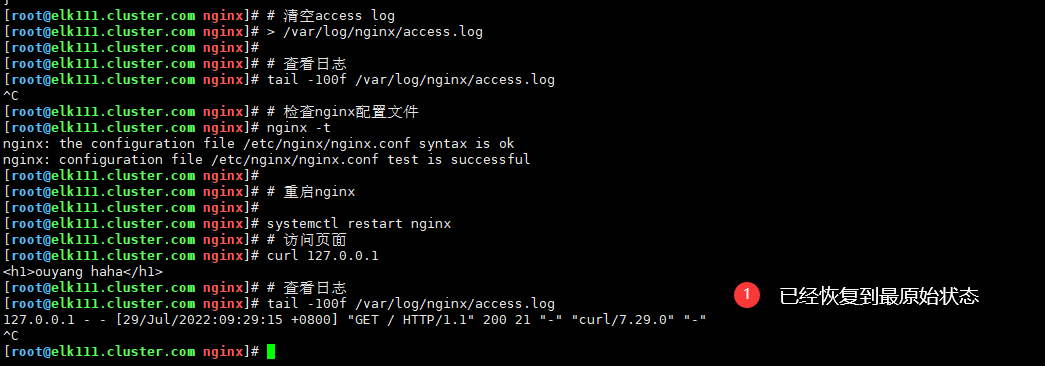 [root@elk111.cluster.com nginx]# # 清空access log
[root@elk111.cluster.com nginx]# > /var/log/nginx/access.log
[root@elk111.cluster.com nginx]#
[root@elk111.cluster.com nginx]# # 查看日志
[root@elk111.cluster.com nginx]# tail -100f /var/log/nginx/access.log
^C
[root@elk111.cluster.com nginx]# # 检查nginx配置文件
[root@elk111.cluster.com nginx]# nginx -t
nginx: the configuration file /etc/nginx/nginx.conf syntax is ok
nginx: configuration file /etc/nginx/nginx.conf test is successful
[root@elk111.cluster.com nginx]#
[root@elk111.cluster.com nginx]# # 重启nginx
[root@elk111.cluster.com nginx]#
[root@elk111.cluster.com nginx]# systemctl restart nginx
[root@elk111.cluster.com nginx]# # 访问页面
[root@elk111.cluster.com nginx]# curl 127.0.0.1
<h1>ouyang haha</h1>
[root@elk111.cluster.com nginx]# # 查看日志
[root@elk111.cluster.com nginx]# tail -100f /var/log/nginx/access.log
1 已经恢复到最原始状态
127.0.0.1 - - [29/Jul/2022:09:29:15 +0800] "GET / HTTP/1.1" 200 21 "-" "curl/7.29.0" "-"
^C
[root@elk111.cluster.com nginx]#